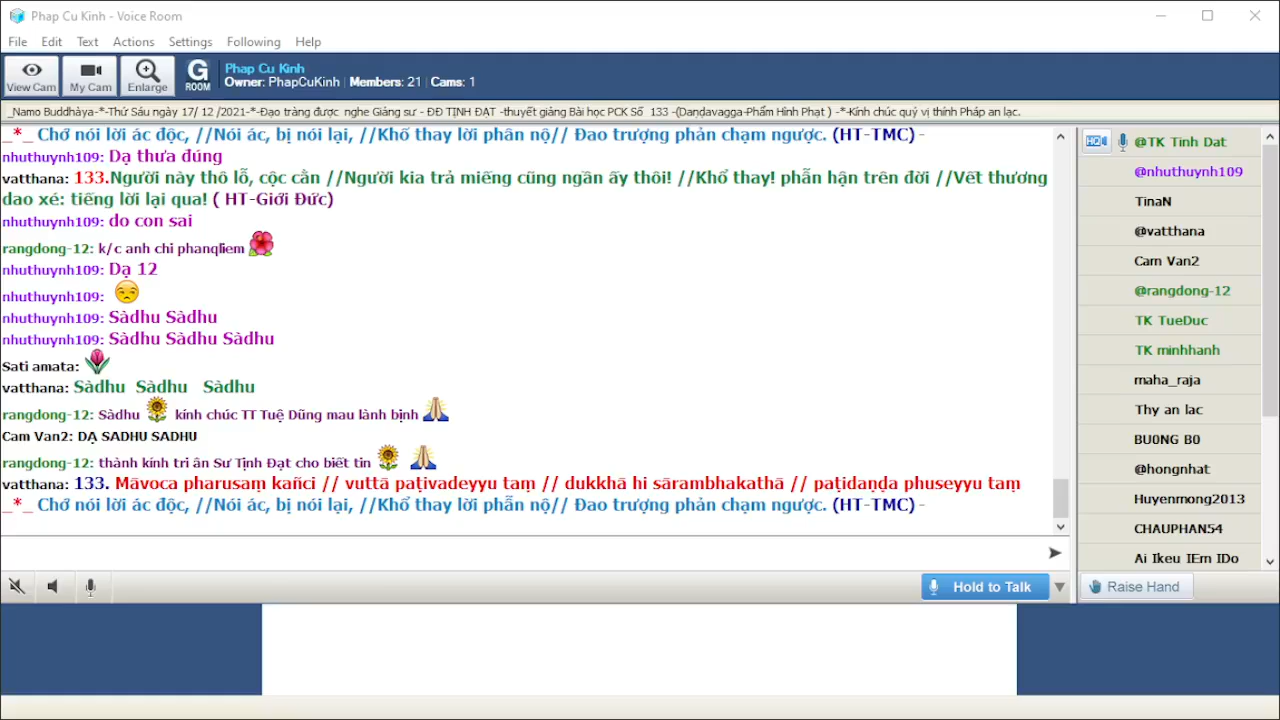 Phap Cu Kinh - Voice Room
File Edit Text Actions Settings Following Help
View Cam My Cam Enlarge G ROOM
Phap Cu Kinh
Owner: PhapCuKinh Members: 21 Cams: 1
_Namo Buddhàya-*-Thứ Sáu ngày 17/ 12 /2021-*-Đạo tràng được nghe Giảng sư - ĐĐ TỊNH ĐẠT -thuyết giảng Bài học PCK Số 133 -(Daṇḍavagga-Phẩm Hình Phạt ) -*-Kính chúc quý vị thính Pháp an lạc.
_*_ Chớ nói lời ác độc, //Nói ác, bị nói lại, //Khổ thay lời phẫn nộ// Đao trượng phản chạm ngược. (HT-TMC) -
nhuthuynh109: Dạ thưa đúng
vatthana: 133.Người này thô lỗ, cộc cằn //Người kia trả miếng cũng ngần ấy thôi! //Khổ thay! phẫn hận trên đời //Vết thương
dao xé: tiếng lời lại qua! ( HT-Giới Đức)
nhuthuynh109: do con sai
rangdong-12: k/c anh chi phanqliem
nhuthuynh109: Dạ 12
nhuthuynh109:
nhuthuynh109: Sàdhu Sàdhu
nhuthuynh109: Sàdhu Sàdhu Sàdhu
Sati amata:
vatthana: Sàdhu Sàdhu Sàdhu
rangdong-12: Sàdhu kính chúc TT Tuệ Dũng mau lành bịnh
Cam Van2: DẠ SADHU SADHU
rangdong-12: thành kính tri ân Sư Tịnh Đạt cho biết tin
vatthana: 133. Māvoca pharusaṃ kañci // vuttā paṭivadeyyu taṃ // dukkhā hi sārambhakathā // paṭidaṇḍa phuseyyu taṃ
_*_ Chớ nói lời ác độc, //Nói ác, bị nói lại, //Khổ thay lời phẫn nộ// Đao trượng phản chạm ngược. (HT-TMC) -
@TK Tinh Dat
@nhuthuynh109
TinaN
@vatthana
Cam Van2
@rangdong-12
TK TueDuc
TK minhhanh
maha_raja
Thy an lac
BU0NG B0
@hongnhat
Huyenmong2013
CHAUPHAN54
Ai Ikeu IEm IDo
Hold to Talk
Raise Hand